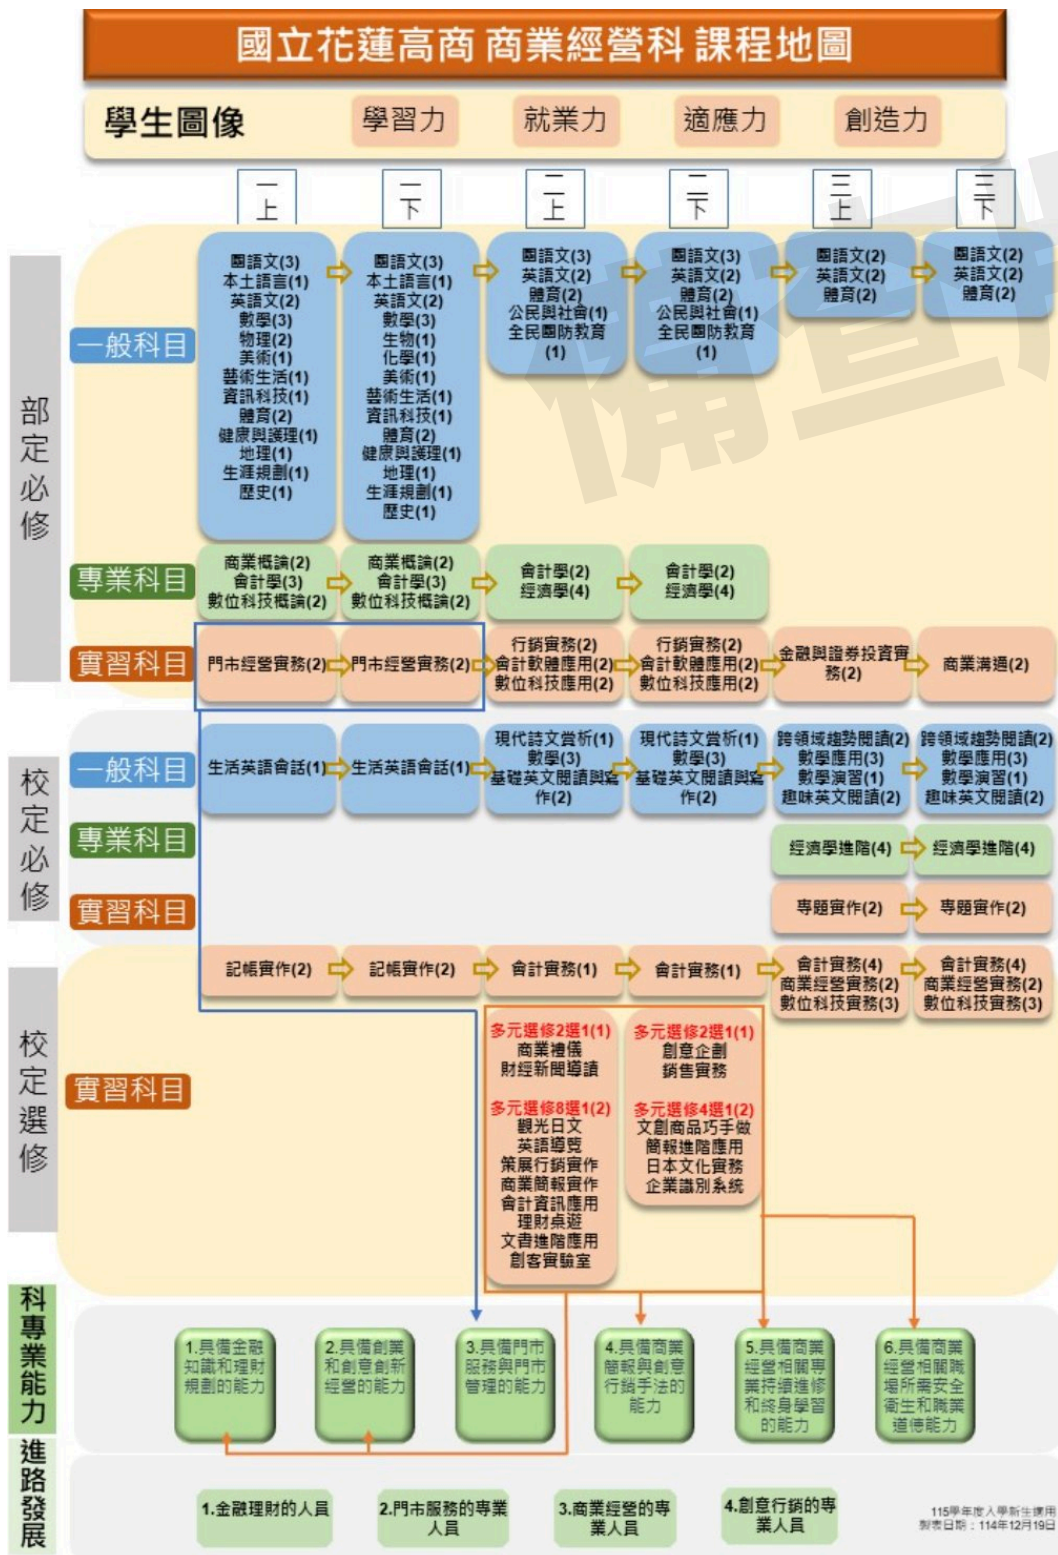 國立花蓮高商 商業經營科 課程地圖
學生圖像
學習力
就業力
適應力
創造力
一上
一下
二上
二下
三上
三下
部定必修
一般科目
國語文(3)
本土語言(1)
英語文(2)
數學(3)
物理(2)
美術(1)
藝術生活(1)
資訊科技(1)
體育(2)
健康與護理(1)
地理(1)
生涯規劃(1)
歷史(1)
國語文(3)
本土語言(1)
英語文(2)
數學(3)
生物(1)
化學(1)
美術(1)
藝術生活(1)
資訊科技(1)
體育(2)
健康與護理(1)
地理(1)
生涯規劃(1)
歷史(1)
國語文(3)
英語文(2)
體育(2)
公民與社會(1)
全民國防教育
(1)
國語文(3)
英語文(2)
體育(2)
公民與社會(1)
全民國防教育
(1)
國語文(2)
英語文(2)
體育(2)
國語文(2)
英語文(2)
體育(2)
專業科目
商業概論(2)
會計學(3)
數位科技概論(2)
商業概論(2)
會計學(3)
數位科技概論(2)
會計學(2)
經濟學(4)
會計學(2)
經濟學(4)
實習科目
門市經營實務(2)
門市經營實務(2)
行銷實務(2)
會計軟體應用(2)
數位科技應用(2)
行銷實務(2)
會計軟體應用(2)
數位科技應用(2)
金融與證券投資實
務(2)
商業溝通(2)
校定必修
一般科目
生活英語會話(1)
生活英語會話(1)
現代詩文賞析(1)
數學(3)
基礎英文閱讀與寫
作(2)
現代詩文賞析(1)
數學(3)
基礎英文閱讀與寫
作(2)
跨領域趨勢閱讀(2)
數學應用(3)
數學演習(1)
趣味英文閱讀(2)
跨領域趨勢閱讀(2)
數學應用(3)
數學演習(1)
趣味英文閱讀(2)
專業科目
經濟學進階(4)
經濟學進階(4)
實習科目
專題實作(2)
專題實作(2)
校定選修
實習科目
記帳實作(2)
記帳實作(2)
會計實務(1)
會計實務(1)
會計實務(4)
商業經營實務(2)
數位科技實務(3)
會計實務(4)
商業經營實務(2)
數位科技實務(3)
多元選修2選1(1)
商業禮儀
財經新聞導讀
多元選修8選1(2)
觀光日文
英語導覽
策展行銷實作
商業簡報實作
會計資訊應用
理財桌遊
文書進階應用
創客實驗室
多元選修2選1(1)
創意企劃
銷售實務
多元選修4選1(2)
文創商品巧手做
簡報進階應用
日本文化實務
企業識別系統
科專業能力
1.具備金融
知識和理財
規劃的能力
2.具備創業
和創意創新
經營的能力
3.具備門市
服務與門市
管理的能力
4.具備商業
簡報與創意
行銷手法的
能力
5.具備商業
經營相關專
業持續進修
和終身學習
的能力
6.具備商業
經營相關職
場所需安全
衛生和職業
道德能力
進路發展
1.金融理財的人員
2.門市服務的專業
人員
3.商業經營的專
業人員
4.創意行銷的專
業人員
115學年度入學新生適用
製表日期：114年12月19日
備查